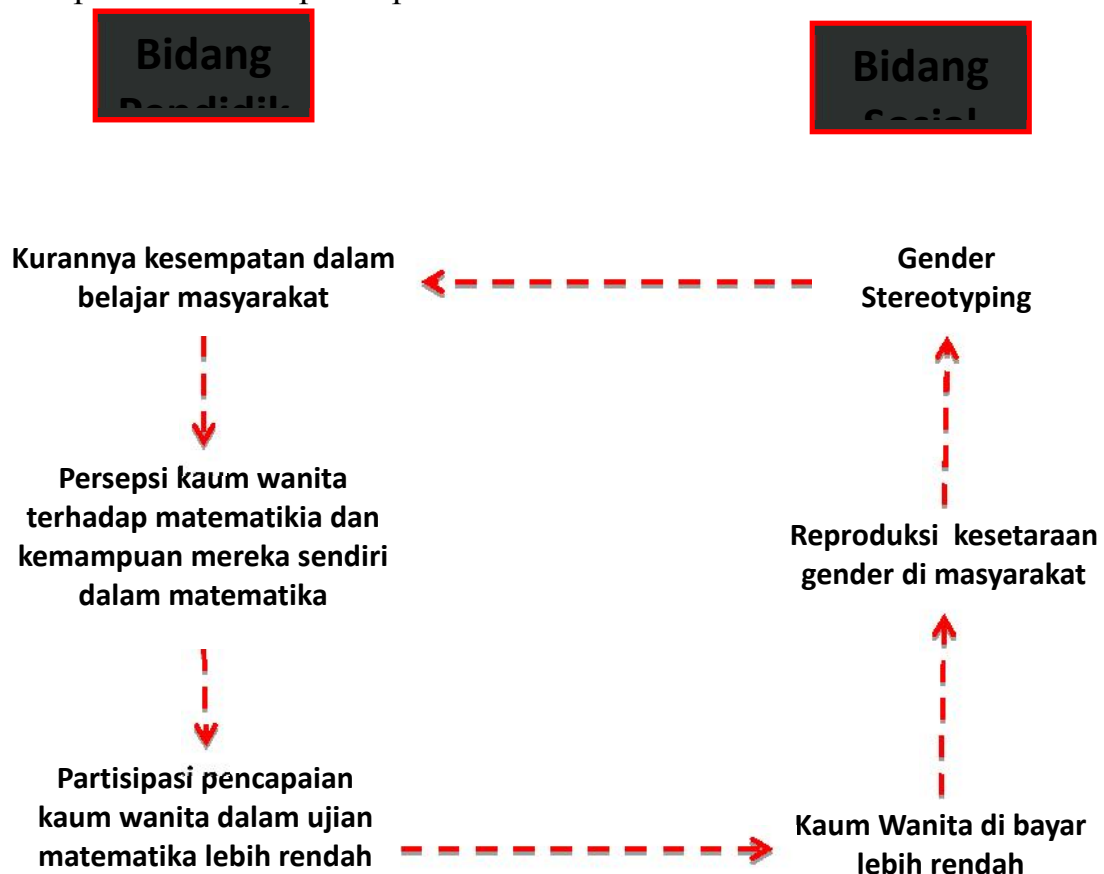 Bidang
Bidang
Sosial
Kurannya kesempatan dalam
belajar masyarakat
Gender
Stereotyping
Persepsi kaum wanita
terhadap matematikia dan
kemampuan mereka sendiri
dalam matematika
Reproduksi kesetaraan
gender di masyarakat
Partisipasi pencapaian
kaum wanita dalam ujian
matematika lebih rendah
Kaum Wanita di bayar
lebih rendah